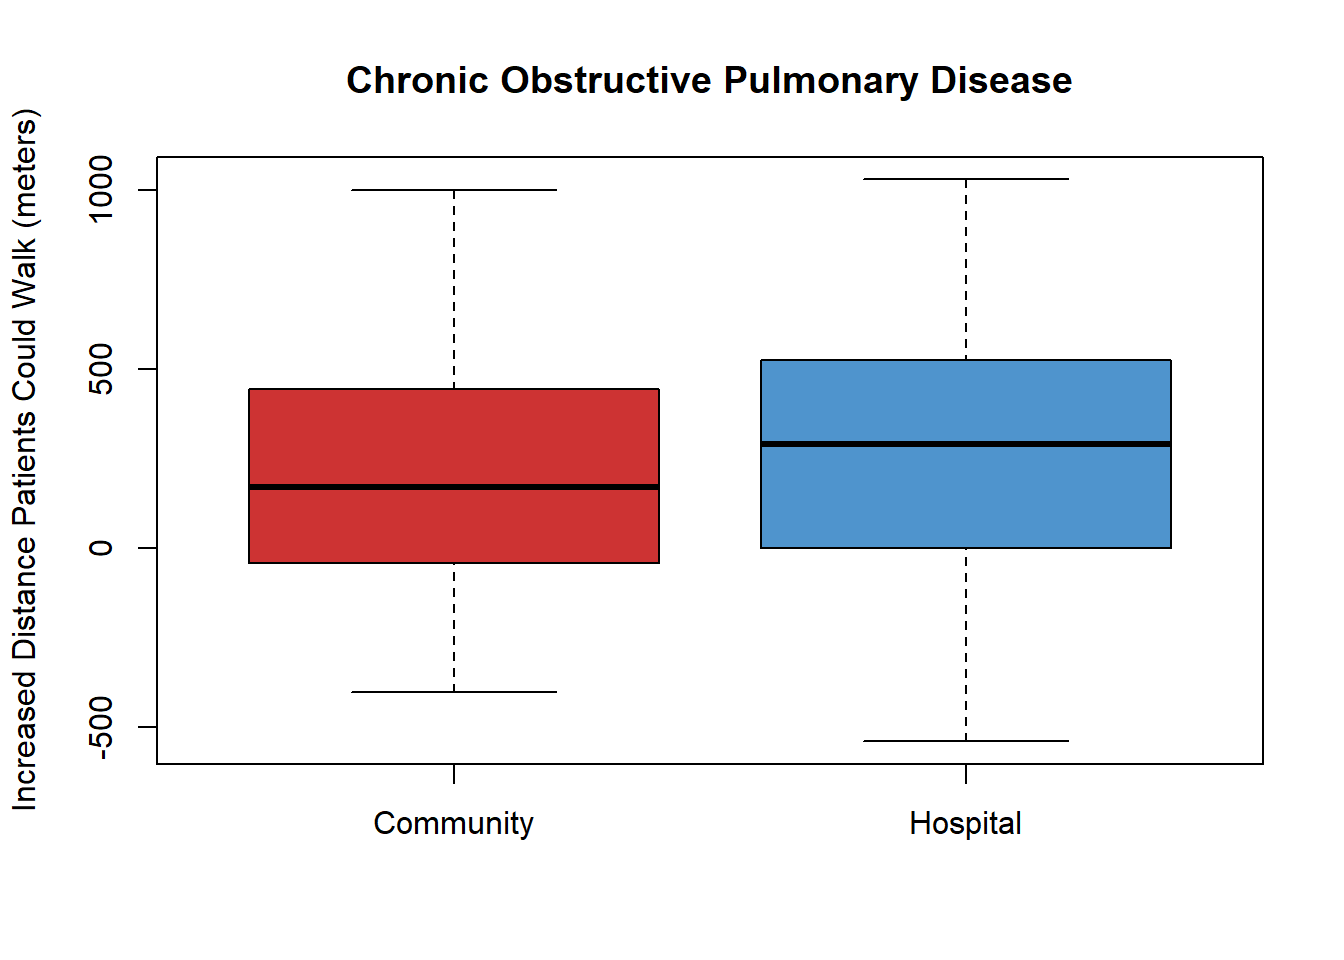 Chronic Obstructive Pulmonary Disease
Increased Distance Patients Could Walk (meters)
1000
500
0
-500
Community
Hospital